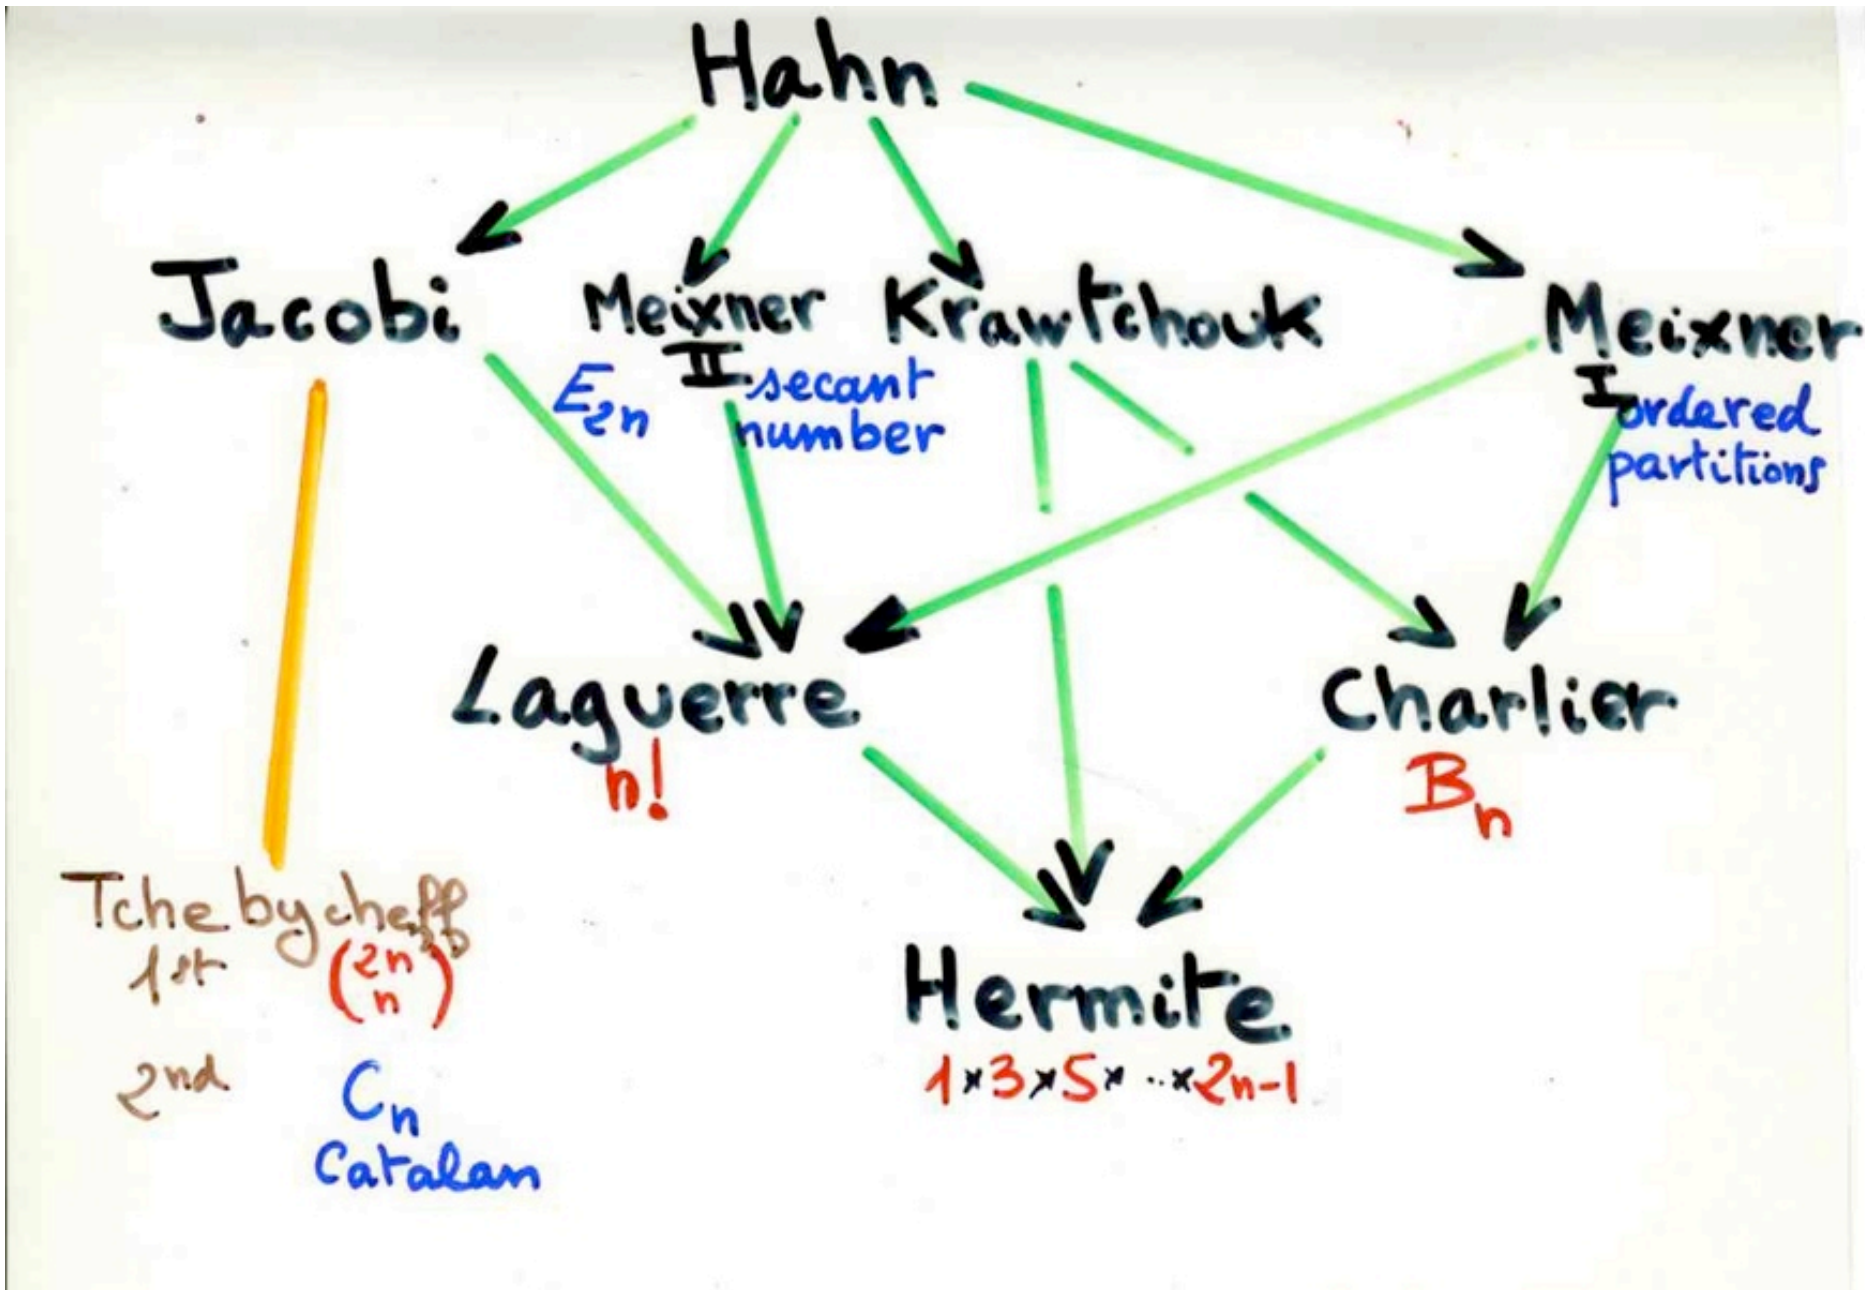 Hahn
Jacobi
Meixner
II
Krawtchouk
Meixner
I
E2n
secant
number
ordered
partitions
Laguerre
n!
Charlier
Bn
Tchebycheff
1st (2n
n)
2nd Cn
Catalan
Hermite
1×3×5×..×2n-1